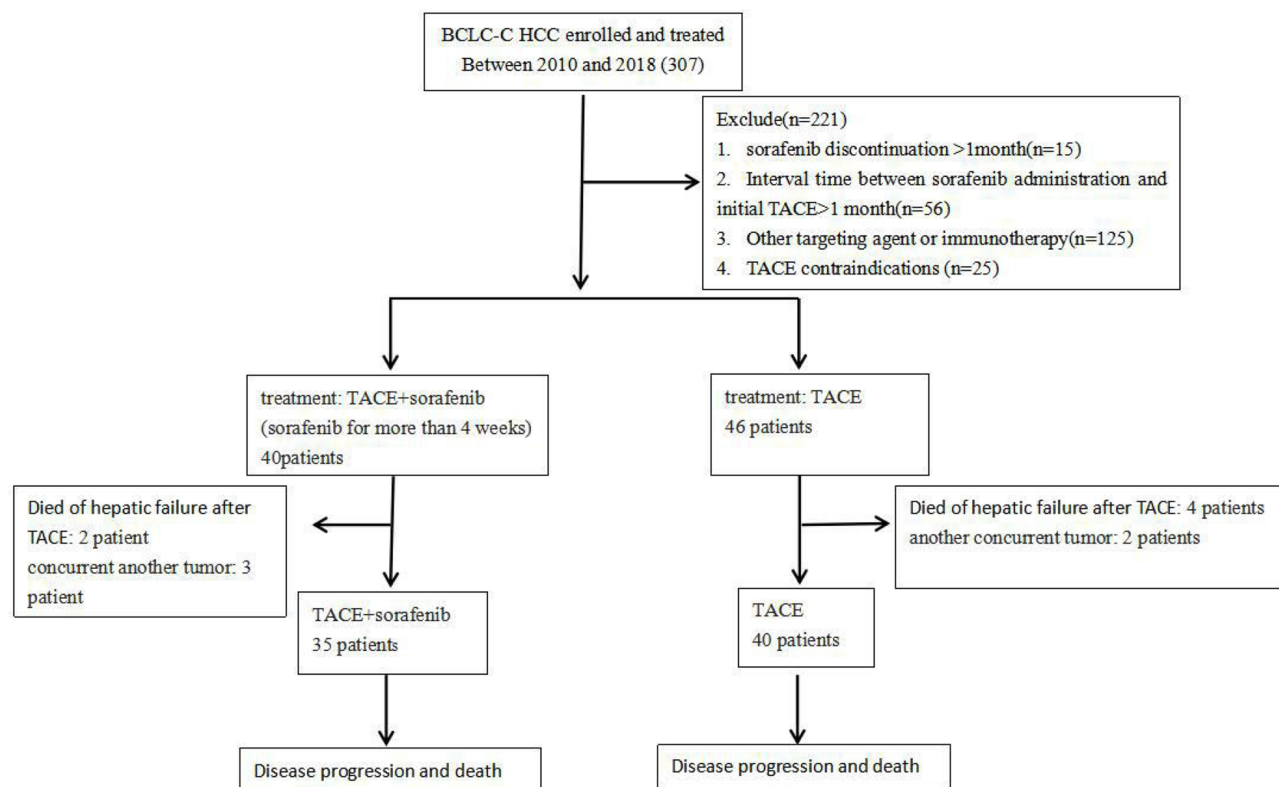 BCLC-C HCC enrolled and treated
Between 2010 and 2018 (307)
Exclude(n=221)
1. sorafenib discontinuation >1month(n=15)
2. Interval time between sorafenib administration and
initial TACE>1 month(n=56)
3. Other targeting agent or immunotherapy(n=125)
4. TACE contraindications (n=25)
treatment: TACE+sorafenib
(sorafenib for more than 4 weeks)
40patients
treatment: TACE
46 patients
Died of hepatic failure after
TACE: 2 patient
concurrent another tumor: 3
patient
Died of hepatic failure after TACE: 4 patients
another concurrent tumor: 2 patients
TACE+sorafenib
35 patients
TACE
40 patients
Disease progression and death
Disease progression and death